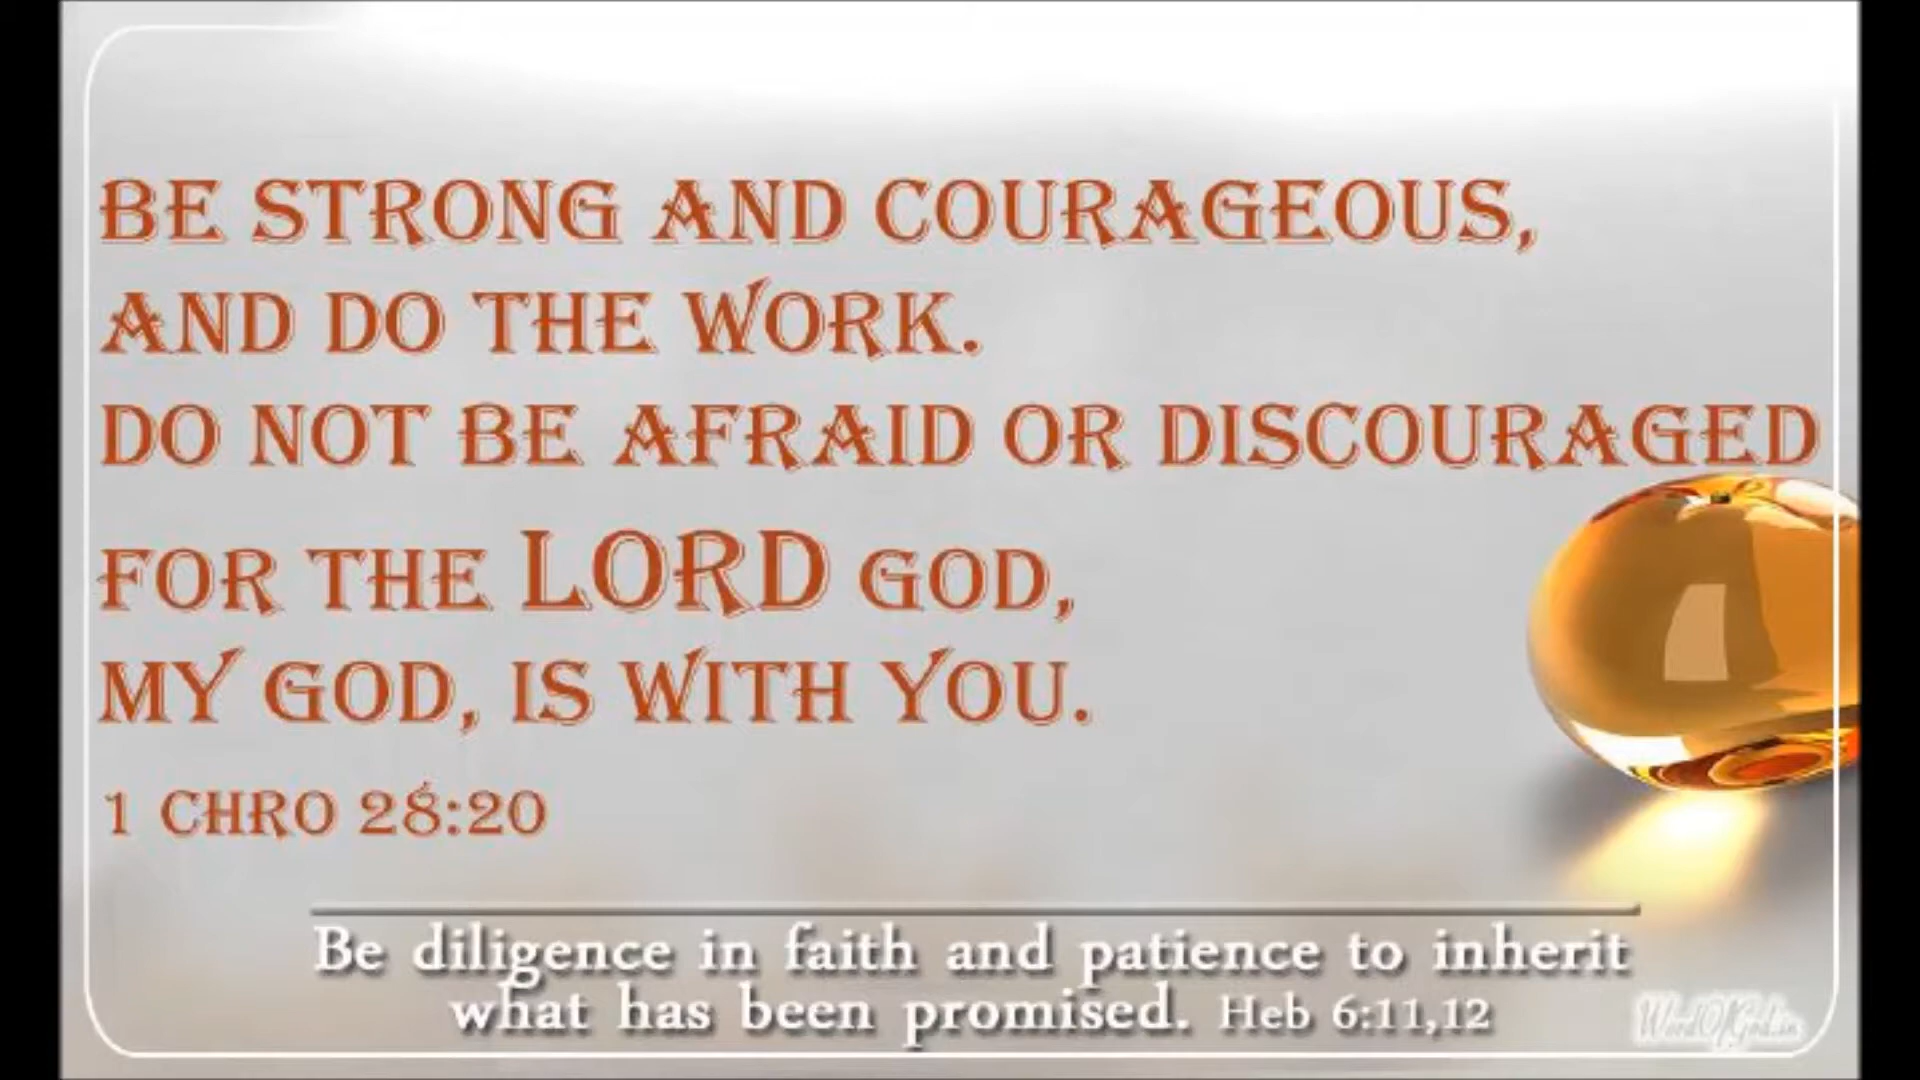 BE STRONG AND COURAGEOUS,
AND DO THE WORK.
DO NOT BE AFRAID OR DISCOURAGED
FOR THE LORD GOD,
MY GOD, IS WITH YOU.
1 CHRO 28:20
Be diligence in faith and patience to inherit
what has been promised. Heb 6:11,12
WordOfGod.in